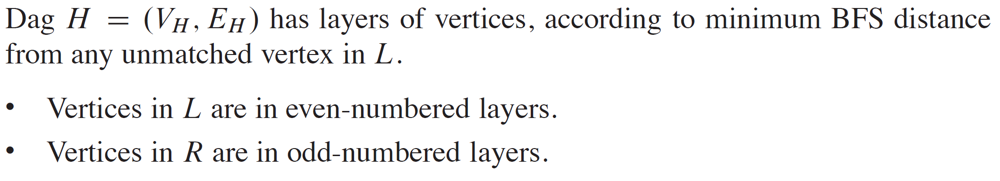 Dag H = (V_H, E_H) has layers of vertices, according to minimum BFS distance
from any unmatched vertex in L.
• Vertices in L are in even-numbered layers.
• Vertices in R are in odd-numbered layers.